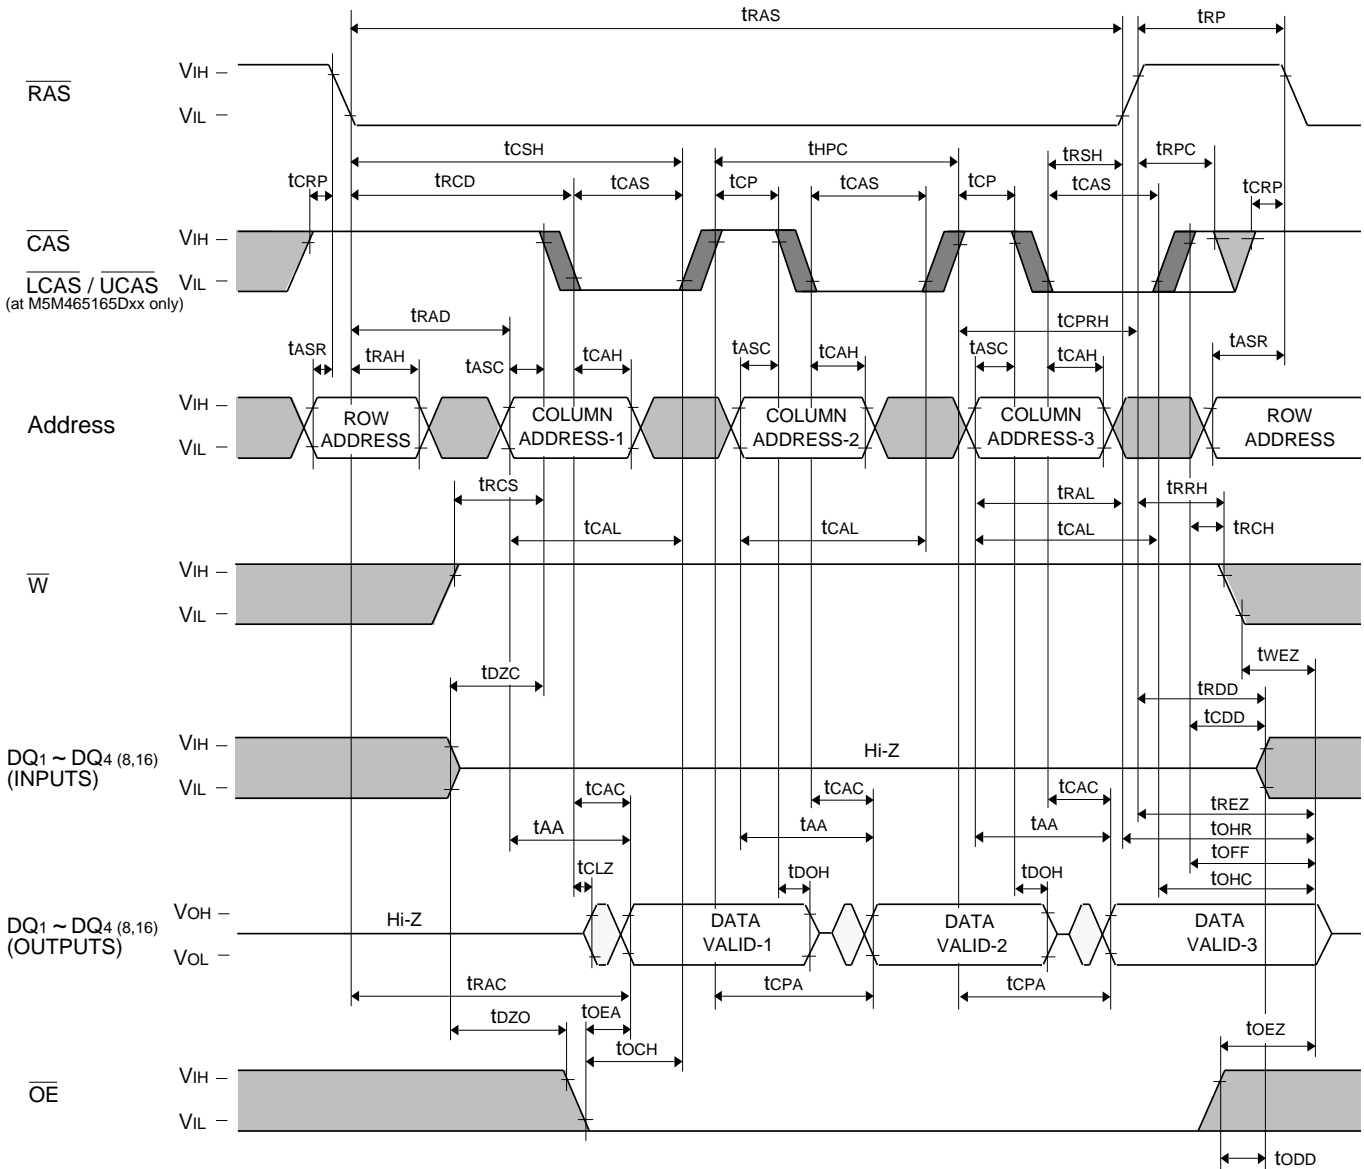 tRAS
tRP
RAS
VIH
VIL
tCSH
tHPC
tRSH
tRPC
tCRP
tRCD
tCAS
tCP
tCAS
tCP
tCAS
tCRP
CAS
VIH
LCAS / UCAS
VIL
(at M5M465165Dxx only)
tRAD
tCPRH
tASR
tRAH
tASC
tCAH
tASC
tCAH
tASC
tCAH
tASR
Address
VIH
VIL
ROW
ADDRESS
COLUMN
ADDRESS-1
COLUMN
ADDRESS-2
COLUMN
ADDRESS-3
ROW
ADDRESS
tRCS
tRAL
tRRH
tCAL
tCAL
tCAL
tRCH
W
VIH
VIL
tWEZ
tDZC
tRDD
tCDD
DQ1 ~ DQ4 (8,16)
(INPUTS)
VIH
VIL
Hi-Z
tCAC
tCAC
tCAC
tREZ
tAA
tAA
tAA
tOHR
tOFF
tCLZ
tDOH
tDOH
tOHC
DQ1 ~ DQ4 (8,16)
(OUTPUTS)
VOH
VOL
Hi-Z
DATA
VALID-1
DATA
VALID-2
DATA
VALID-3
tRAC
tCPA
tCPA
tDZO
tOEA
tOEZ
tOCH
OE
VIH
VIL
tODD